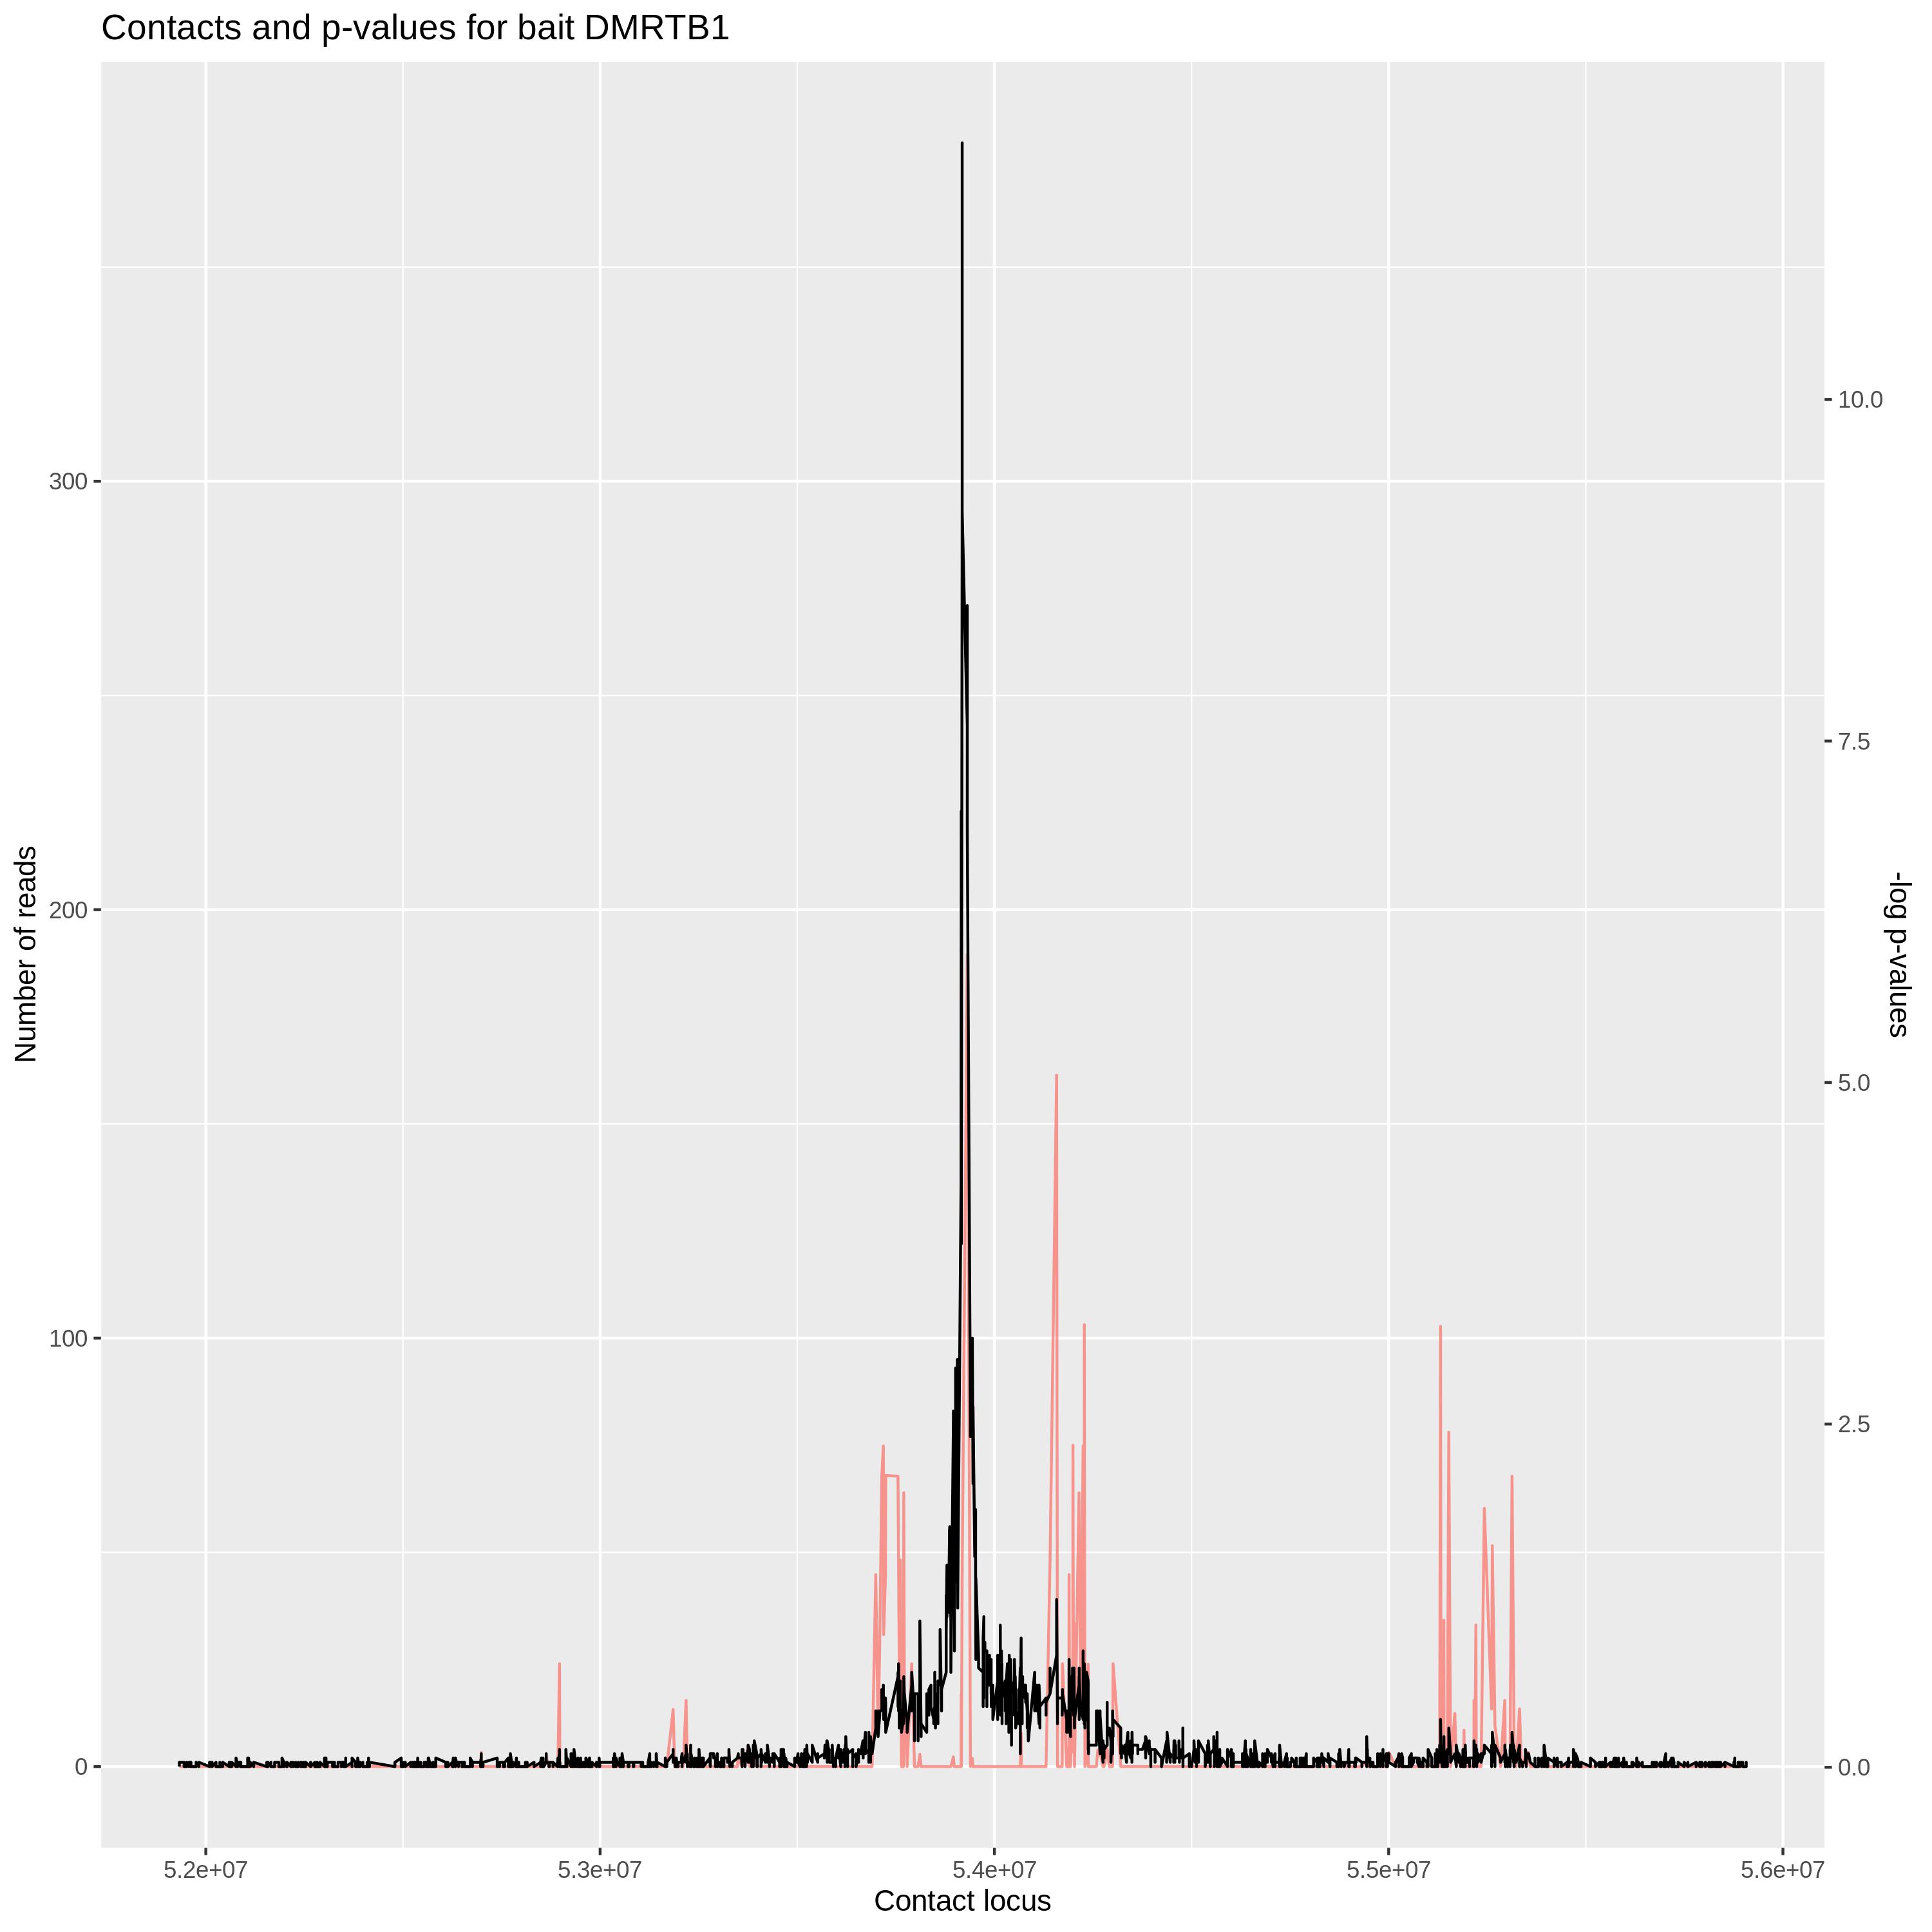 Contacts and p-values for bait DMRTB1
300
200
100
0
Number of reads
10.0
7.5
5.0
2.5
0.0
-log p-values
5.2e+07 5.3e+07 5.4e+07 5.5e+07 5.6e+07
Contact locus